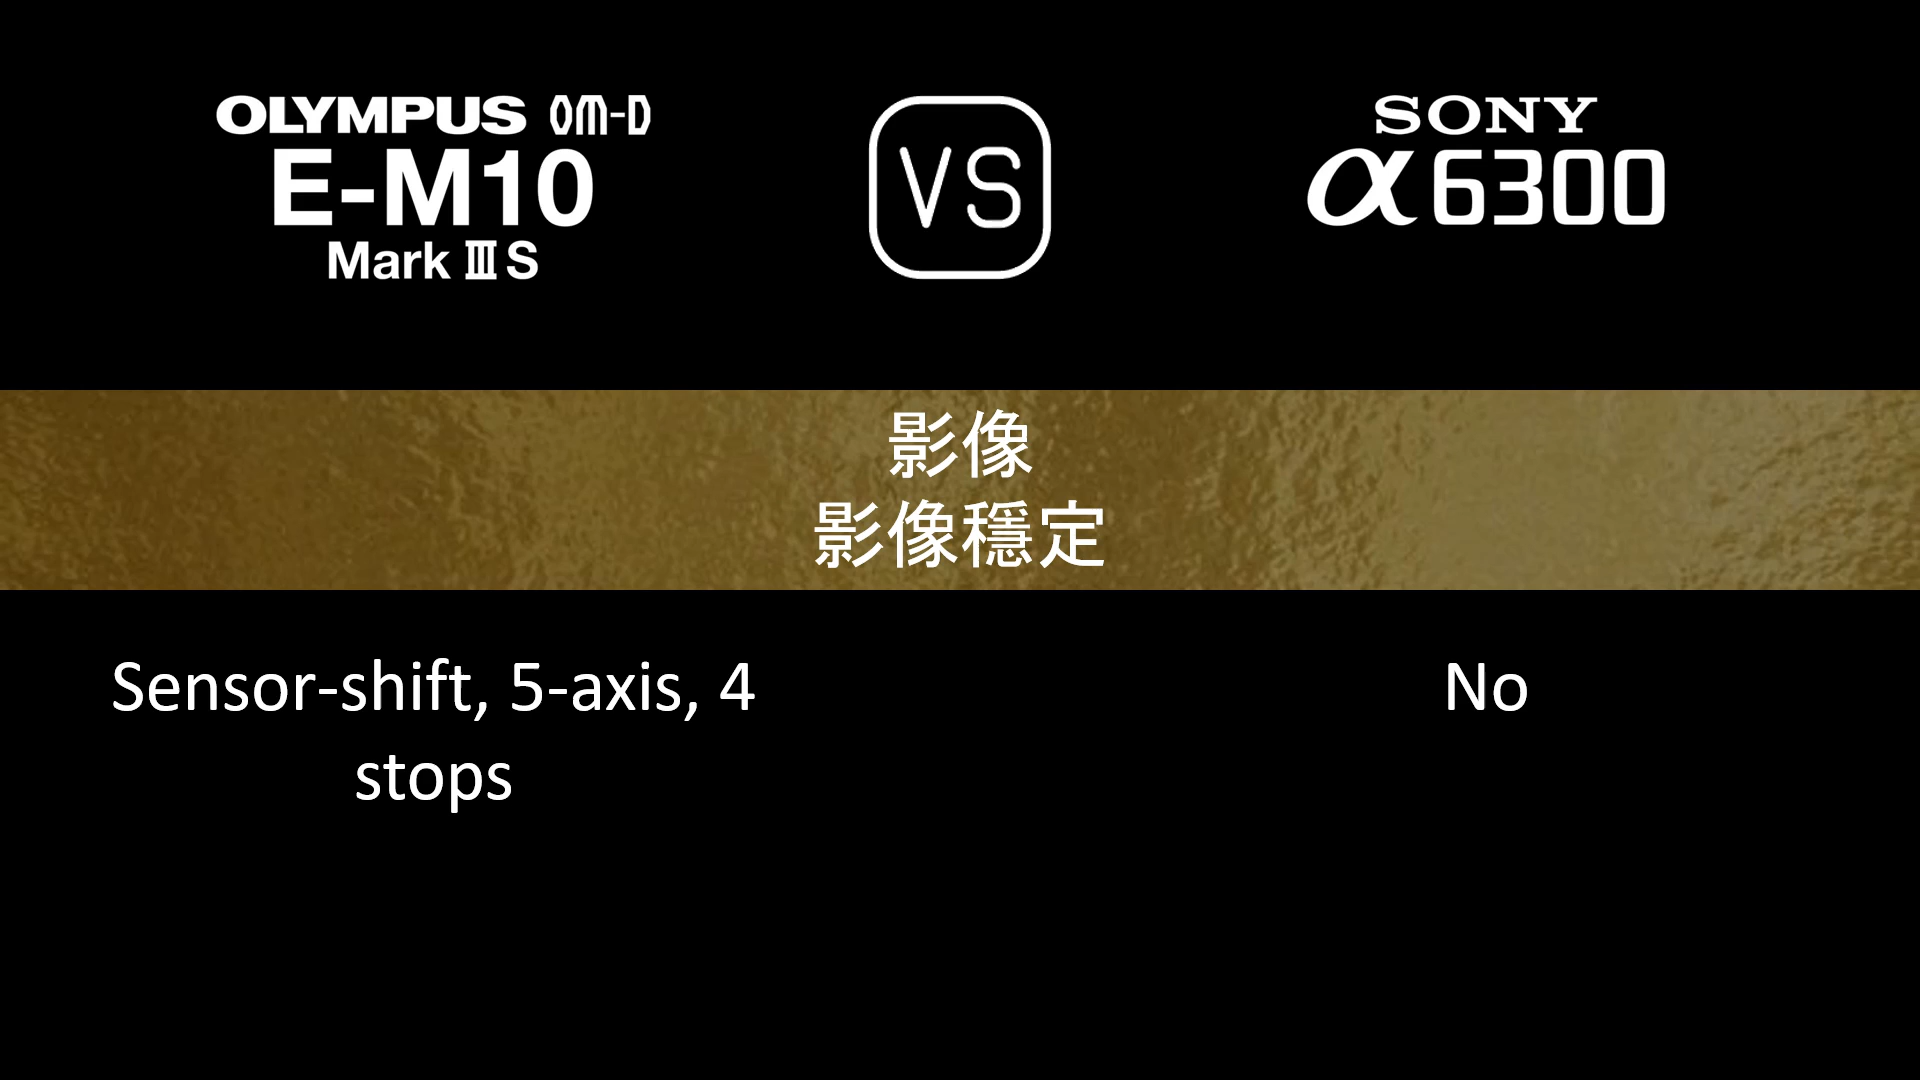 OLYMPUS OM-D
E-M10
Mark III S
VS
SONY
α6300
影像
影像穩定
Sensor-shift, 5-axis, 4
stops
No